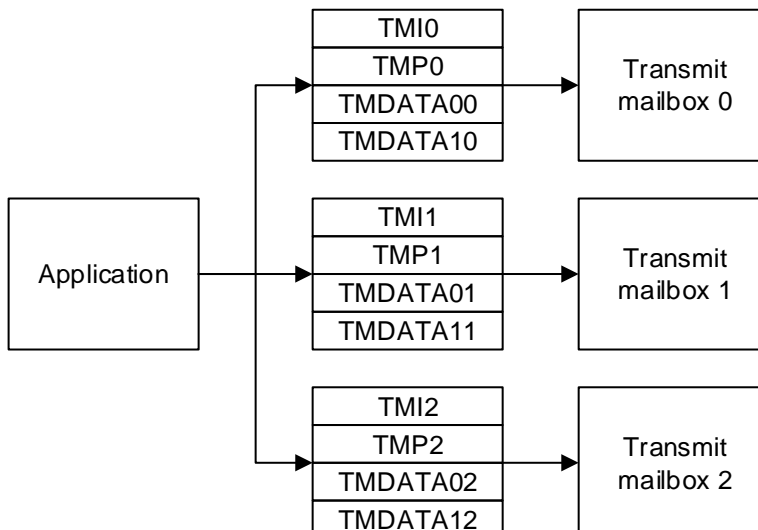 TMI0
TMP0
TMDATA00
TMDATA10
Transmit
mailbox 0
Application
TMI1
TMP1
TMDATA01
TMDATA11
Transmit
mailbox 1
TMI2
TMP2
TMDATA02
TMDATA12
Transmit
mailbox 2